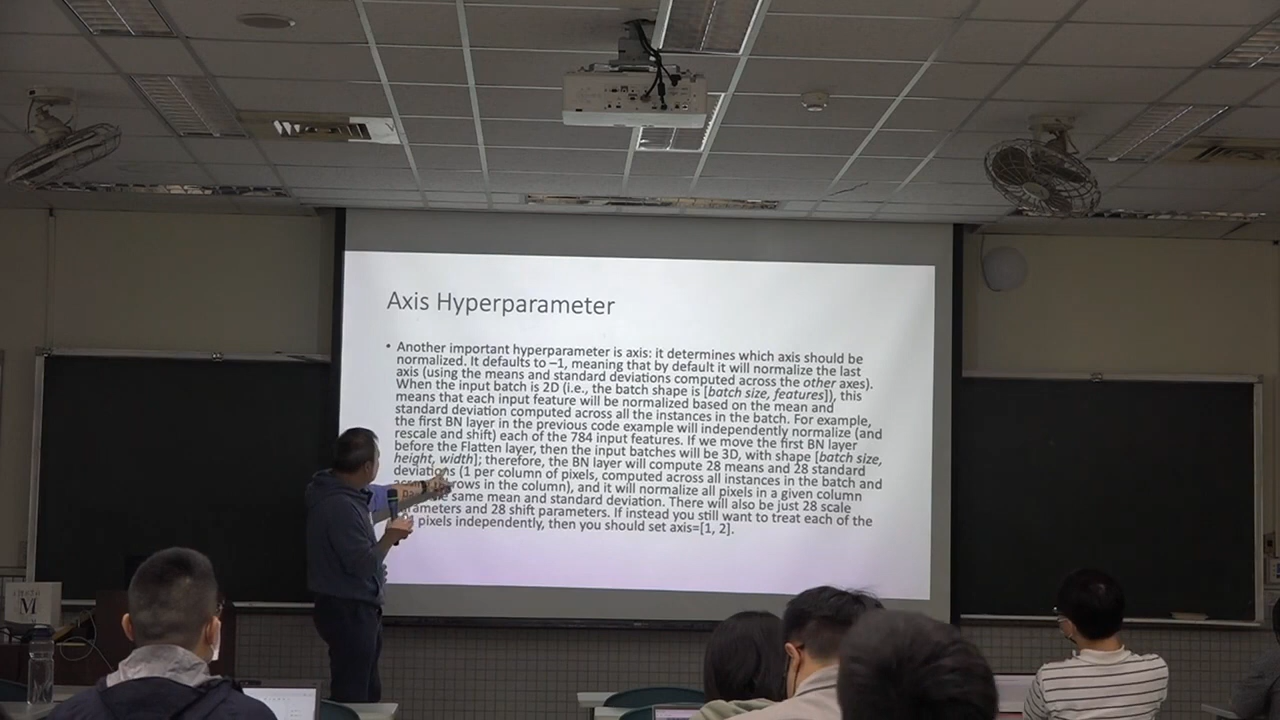 Axis Hyperparameter
• Another important hyperparameter is axis: it determines which axis should be
normalized. It defaults to –1, meaning that by default it will normalize the last
axis (using the means and standard deviations computed across the other axes).
When the input batch is 2D (i.e., the batch shape is [batch size, features]), this
means that each input feature will be normalized based on the mean and
standard deviation computed across all the instances in the batch. For example,
the first BN layer in the previous code example will independently normalize (and
rescale and shift) each of the 784 input features. If we move the first BN layer
before the Flatten layer, then the input batches will be 3D, with shape [batch size,
height, width]; therefore, the BN layer will compute 28 means and 28 standard
deviations (1 per column of pixels, computed across all instances in the batch and
rows in the column), and it will normalize all pixels in a given column
same mean and standard deviation. There will also be just 28 scale
and 28 shift parameters. If instead you still want to treat each of the
pixels independently, then you should set axis=[1, 2].
M